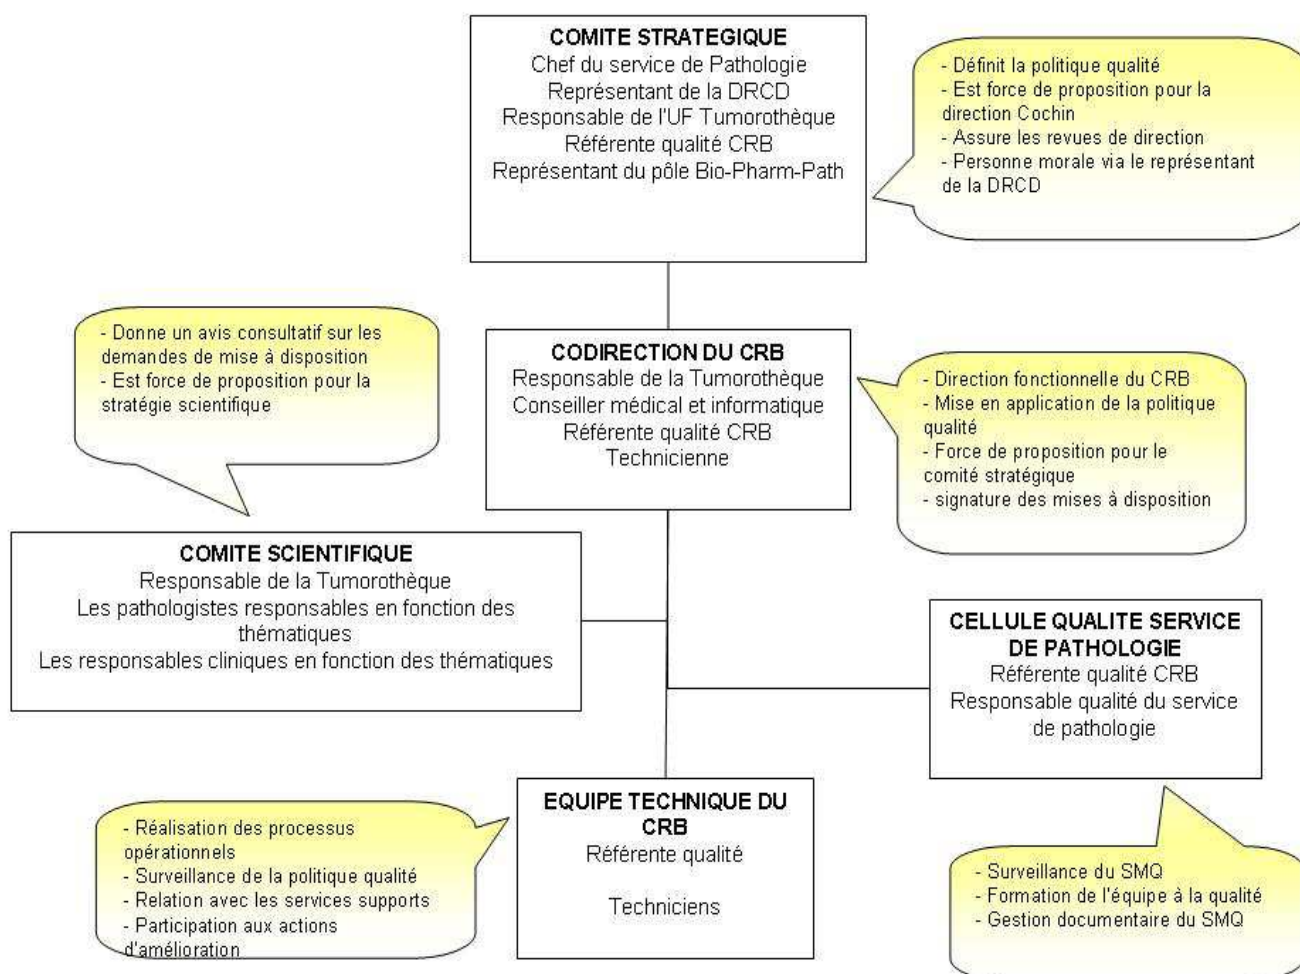 COMITE STRATEGIQUE
Chef du service de Pathologie
Représentant de la DRCD
Responsable de l'UF Tumorothèque
Référente qualité CRB
Représentant du pôle Bio-Pharm-Path
- Définit la politique qualité
- Est force de proposition pour la
direction Cochin
- Assure les revues de direction
- Personne morale via le représentant
de la DRCD
- Donne un avis consultatif sur les
demandes de mise à disposition
- Est force de proposition pour la
stratégie scientifique
CODIRECTION DU CRB
Responsable de la Tumorothèque
Conseiller médical et informatique
Référente qualité CRB
Technicienne
- Direction fonctionnelle du CRB
- Mise en application de la politique
qualité
- Force de proposition pour le
comité stratégique
- signature des mises à disposition
COMITE SCIENTIFIQUE
Responsable de la Tumorothèque
Les pathologistes responsables en fonction des
thématiques
Les responsables cliniques en fonction des thématiques
CELLULE QUALITE SERVICE
DE PATHOLOGIE
Référente qualité CRB
Responsable qualité du service
de pathologie
- Réalisation des processus
opérationnels
- Surveillance de la politique qualité
- Relation avec les services supports
- Participation aux actions
d'amélioration
EQUIPE TECHNIQUE DU
CRB
Référente qualité
Techniciens
- Surveillance du SMQ
- Formation de l'équipe à la qualité
- Gestion documentaire du SMQ